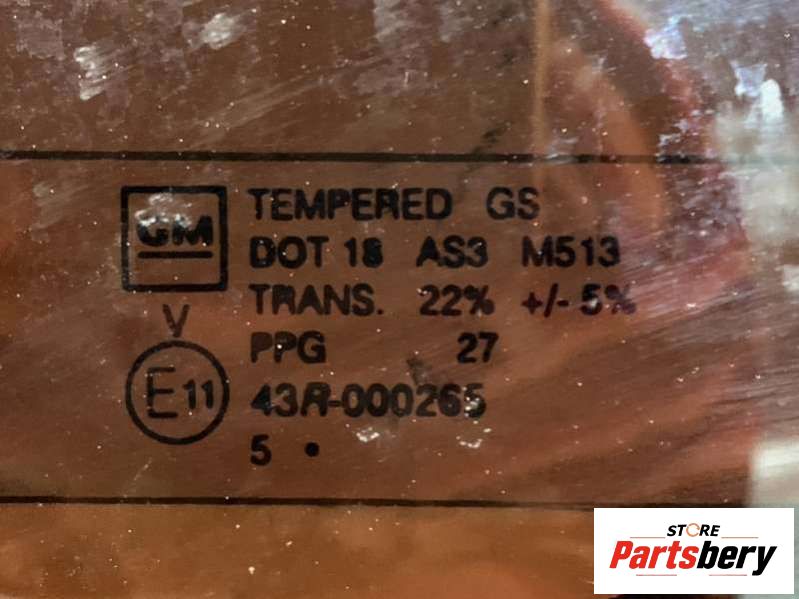 GM
TEMPERED GS
DOT 18 AS3 M513
TRANS. 22% +/- 5%
V
PPG 27
E11
43R-000265
5 •
STORE
Partsbery